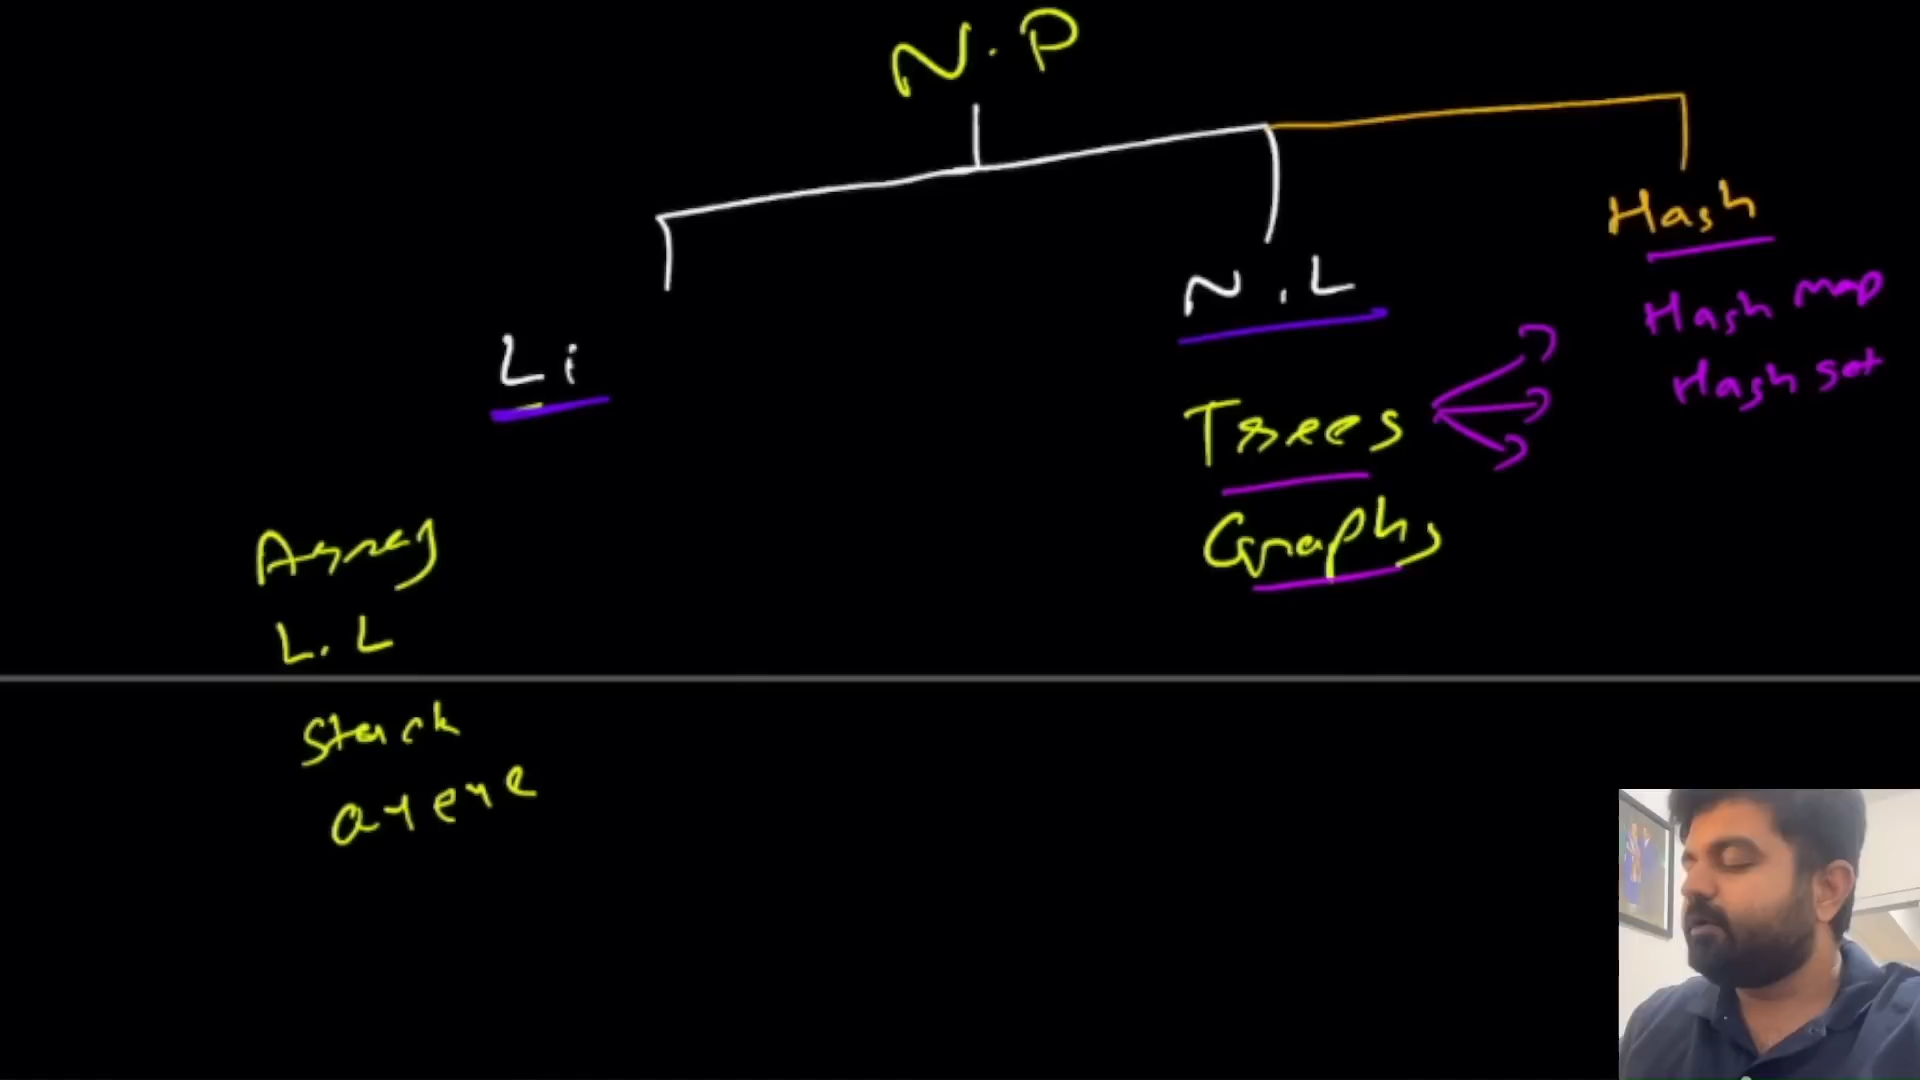 N.P
Hash
Hash map
Hash set
N.L
Trees
Graphs
Li
Array
L.L
Stack
Queue